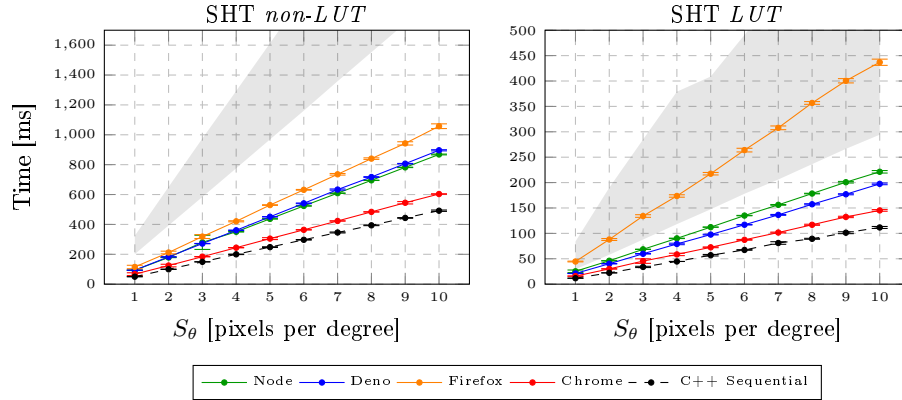 SHT non-LUT
SHT LUT
Time [ms]
1,600
1,400
1,200
1,000
800
600
400
200
0
1 2 3 4 5 6 7 8 9 10
S_θ [pixels per degree]
500
450
400
350
300
250
200
150
100
50
0
1 2 3 4 5 6 7 8 9 10
S_θ [pixels per degree]
Node Deno Firefox Chrome C++ Sequential